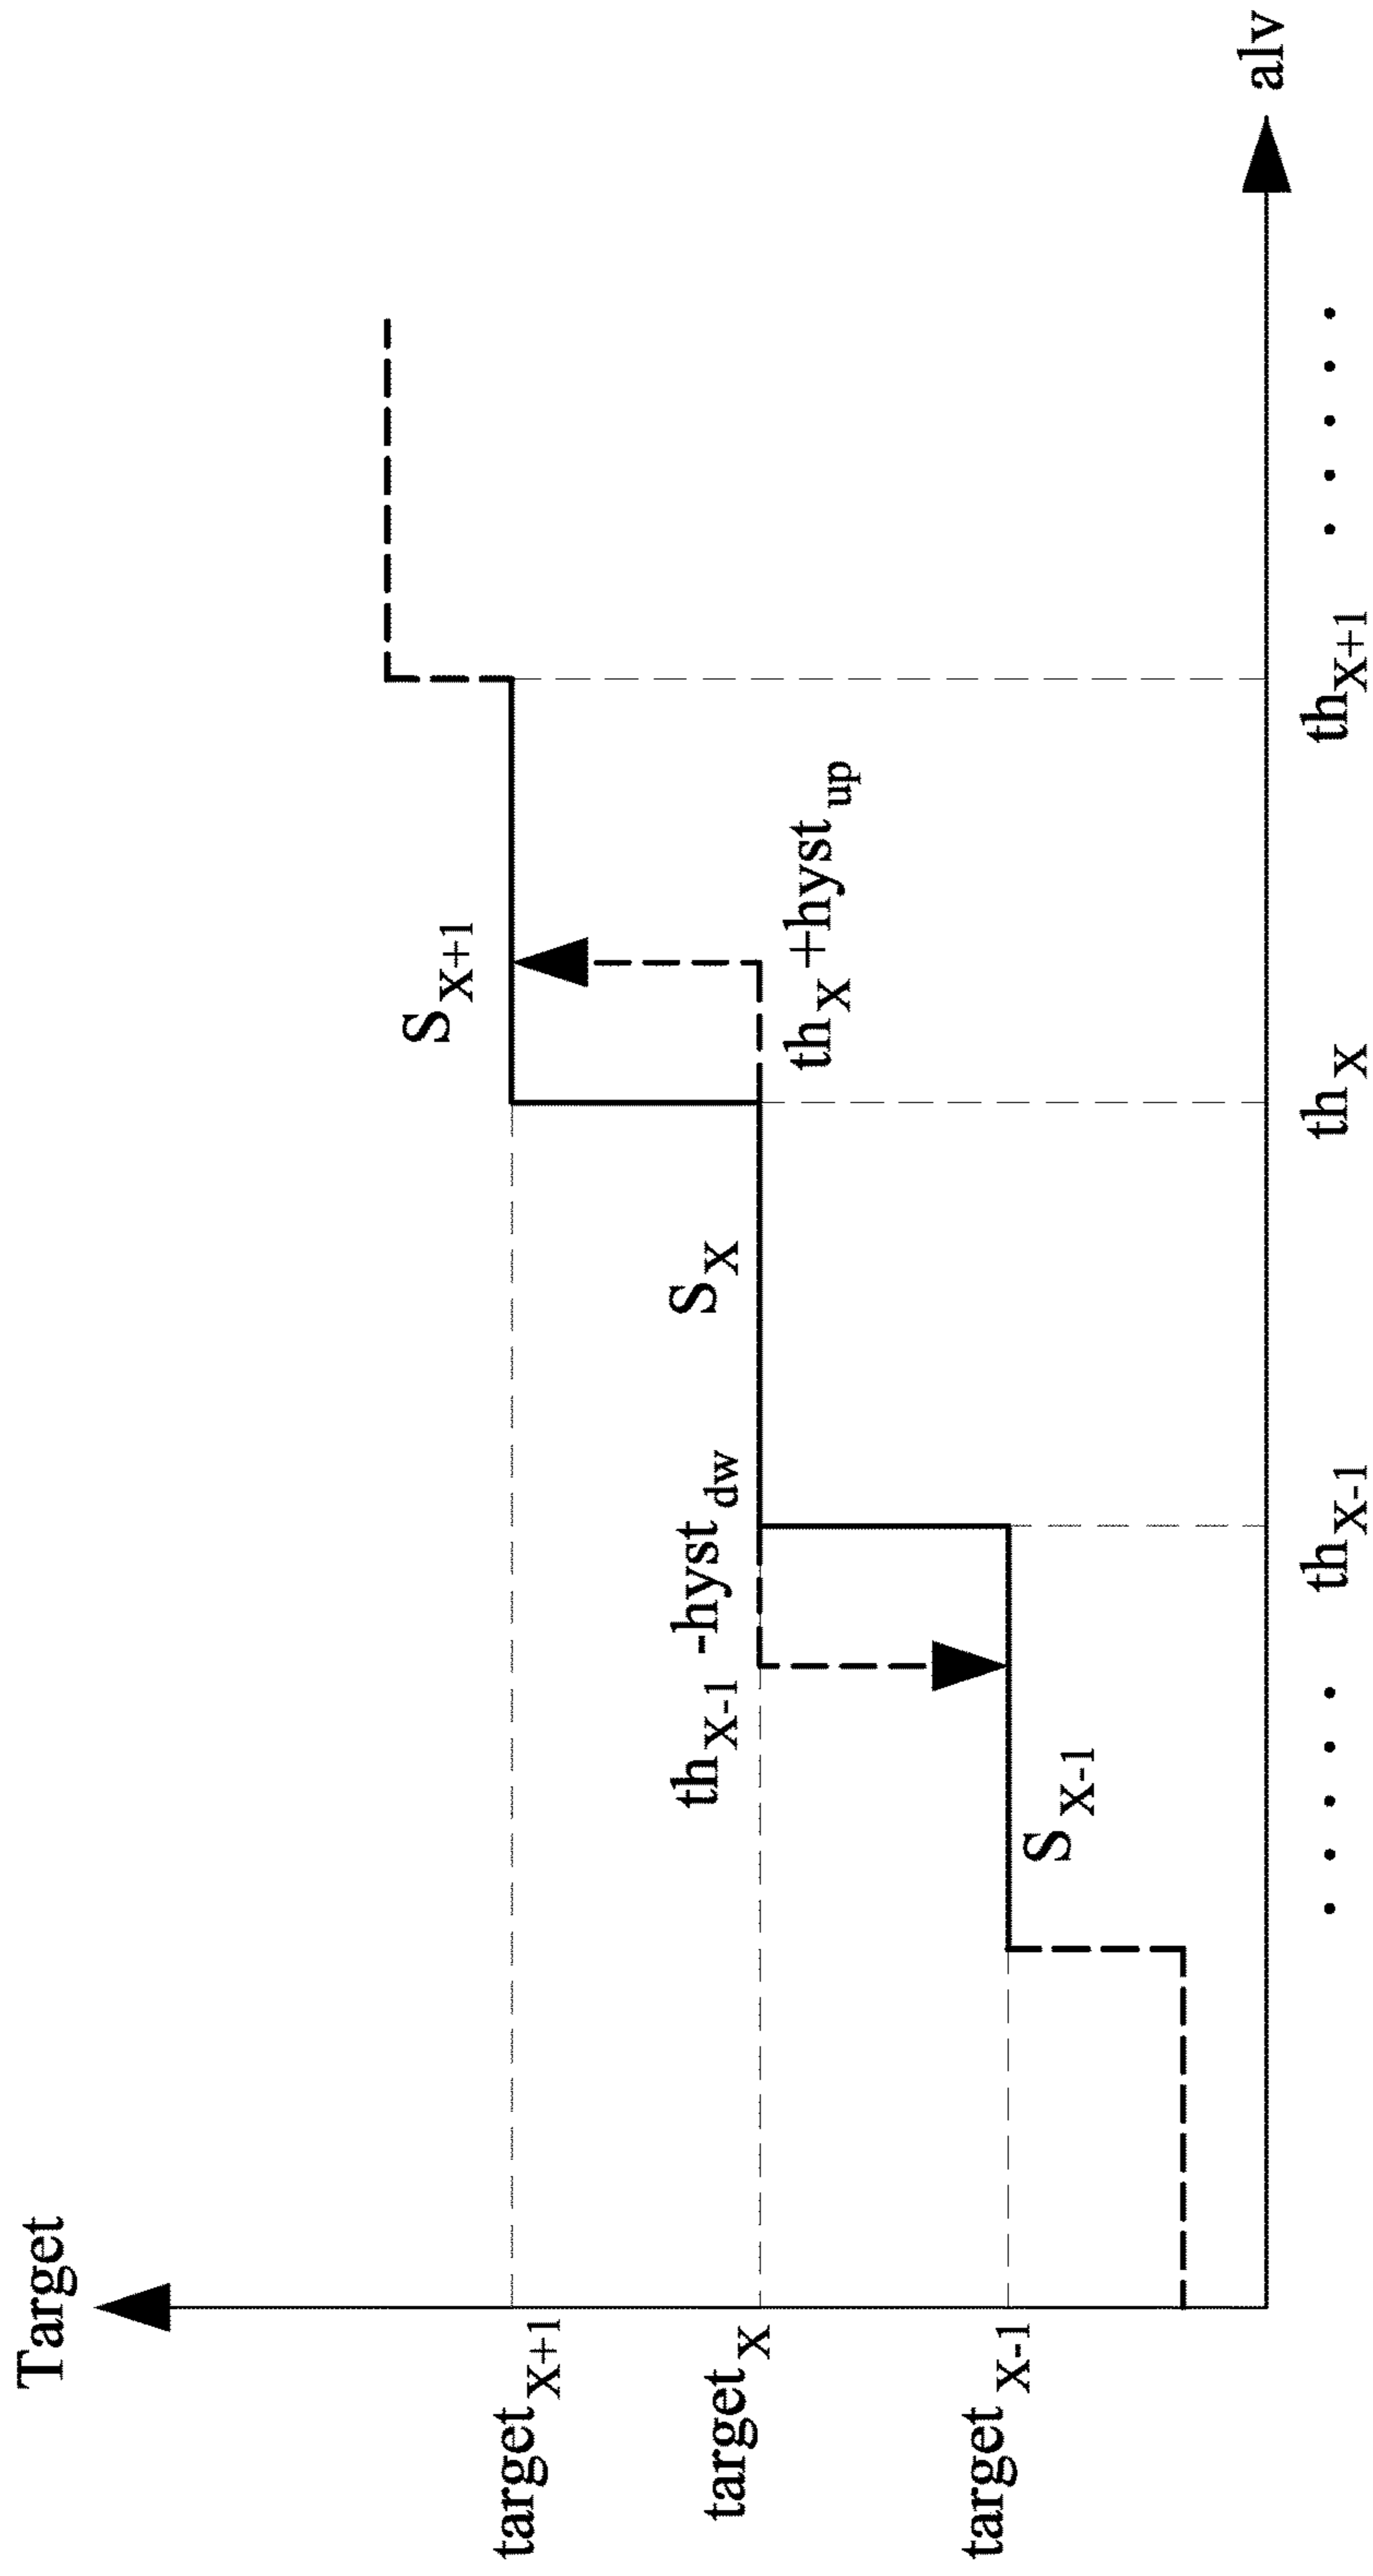 Target
target X+1
target X
target X-1
S X+1
th X +hyst up
S X
th X-1 -hyst dw
S X-1
th X-1
th X
th X+1
alv